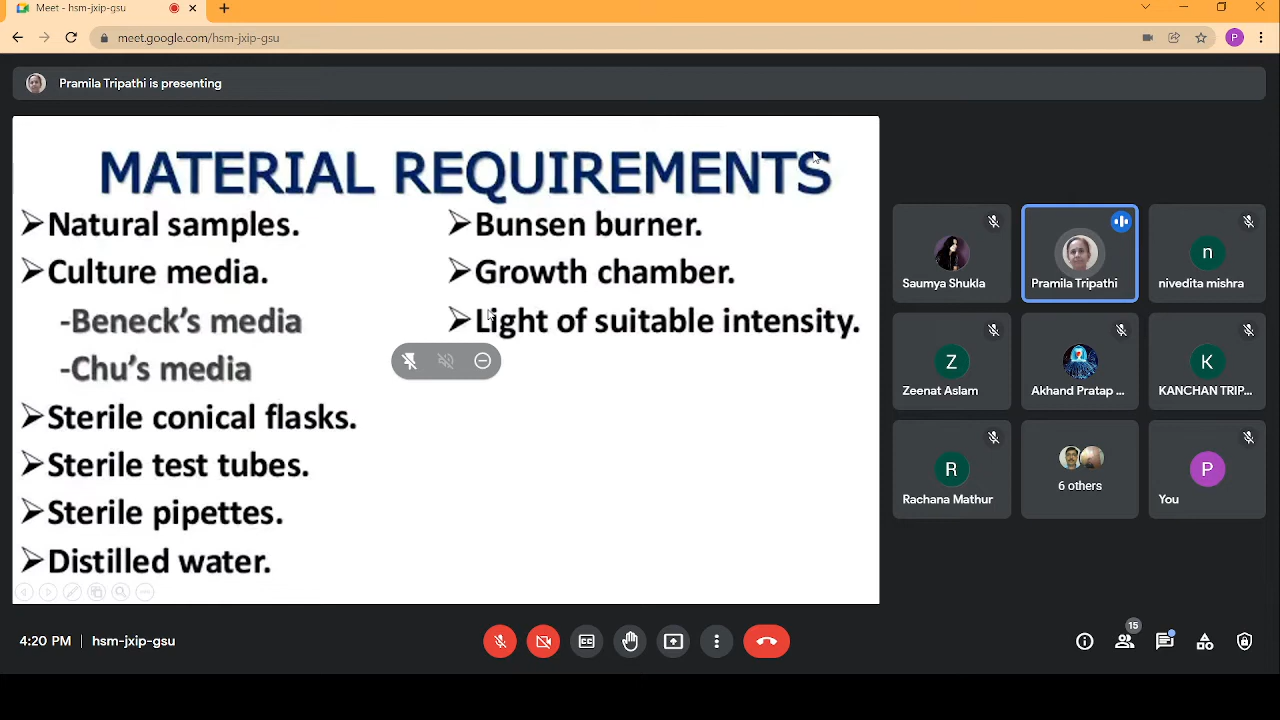 Meet - hsm-jxip-gsu
meet.google.com/hsm-jxip-gsu
P
Pramila Tripathi is presenting
MATERIAL REQUIREMENTS
➢Natural samples.
➢Culture media.
-Beneck's media
-Chu's media
➢Sterile conical flasks.
➢Sterile test tubes.
➢Sterile pipettes.
➢Distilled water.
➢Bunsen burner.
➢Growth chamber.
➢Light of suitable intensity.
Saumya Shukla
Pramila Tripathi
n
nivedita mishra
Z
Zeenat Aslam
Akhand Pratap ...
K
KANCHAN TRIP...
R
Rachana Mathur
6 others
P
You
4:20 PM | hsm-jxip-gsu
CC
15